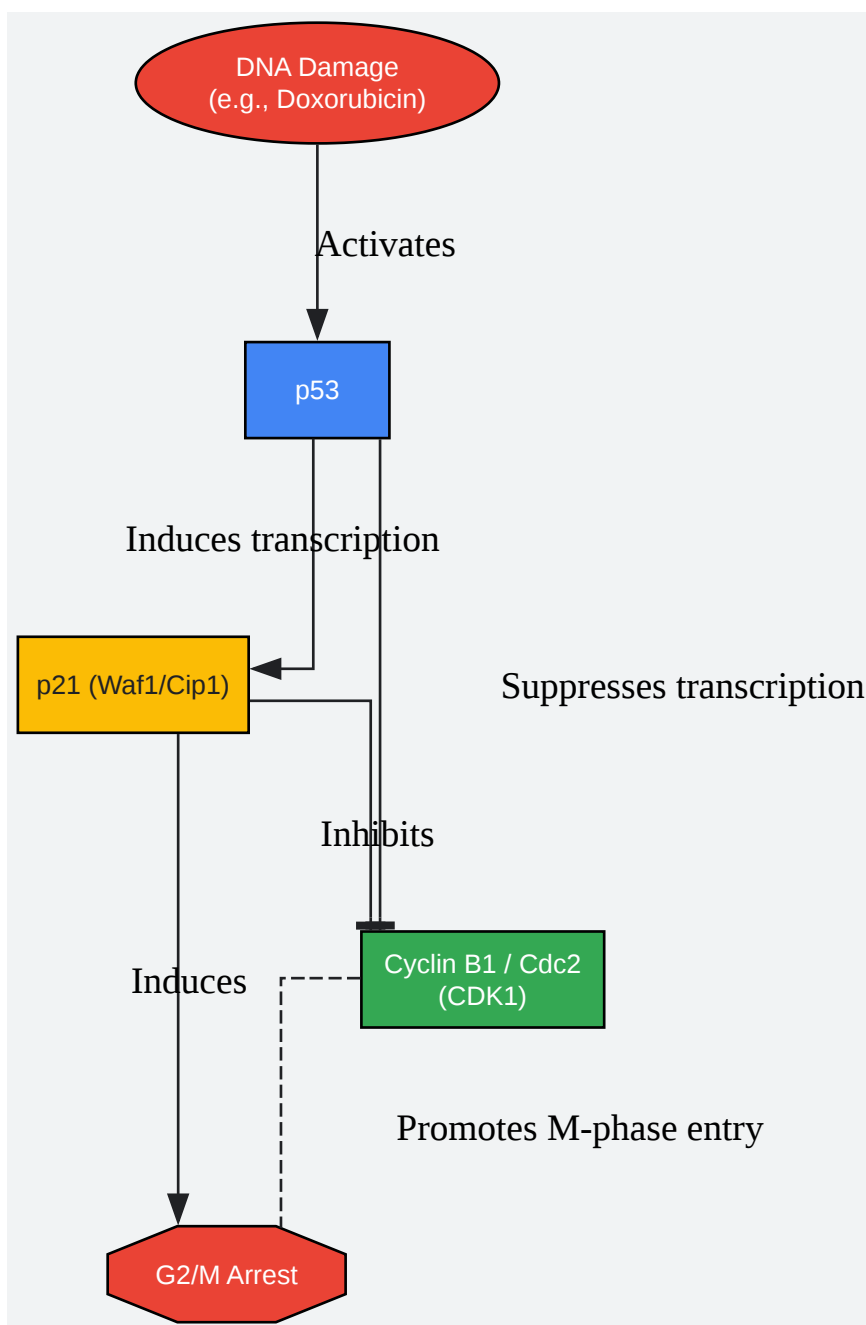 DNA Damage
(e.g., Doxorubicin)
Activates
p53
Induces transcription
p21 (Waf1/Cip1)
Suppresses transcription
Inhibits
Cyclin B1 / Cdc2
(CDK1)
Induces
Promotes M-phase entry
G2/M Arrest